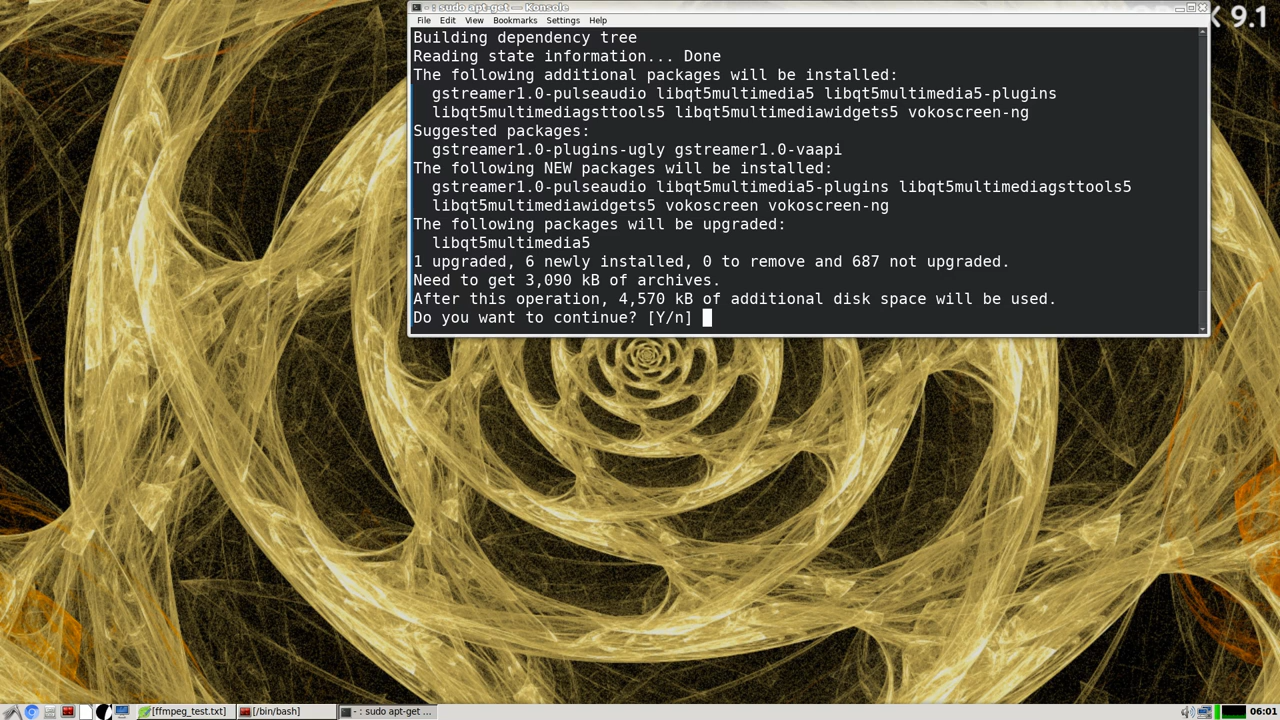 - : sudo apt-get — Konsole
File Edit View Bookmarks Settings Help
9.1
Building dependency tree
Reading state information... Done
The following additional packages will be installed:
gstreamer1.0-pulseaudio libqt5multimedia5 libqt5multimedia5-plugins
libqt5multimediagsttools5 libqt5multimediawidgets5 vokoscreen-ng
Suggested packages:
gstreamer1.0-plugins-ugly gstreamer1.0-vaapi
The following NEW packages will be installed:
gstreamer1.0-pulseaudio libqt5multimedia5-plugins libqt5multimediagsttools5
libqt5multimediawidgets5 vokoscreen vokoscreen-ng
The following packages will be upgraded:
libqt5multimedia5
1 upgraded, 6 newly installed, 0 to remove and 687 not upgraded.
Need to get 3,090 kB of archives.
After this operation, 4,570 kB of additional disk space will be used.
Do you want to continue? [Y/n]
[ffmpeg_test.txt] [/bin/bash] - : sudo apt-get ... 06:01